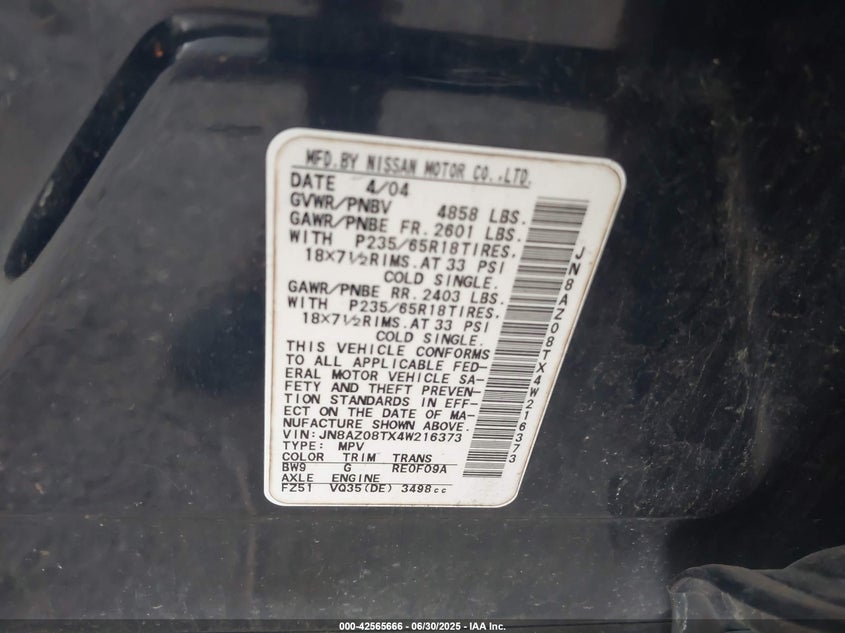 MFD.BY NISSAN MOTOR CO.,LTD.
DATE 4/04
GVWR/PNBV 4858 LBS.
GAWR/PNBE FR. 2601 LBS.
WITH P235/65R18TIRES.
18×7½RIMS.AT 33 PSI
COLD SINGLE.
GAWR/PNBE RR. 2403 LBS.
WITH P235/65R18TIRES.
18×7½RIMS.AT 33 PSI
COLD SINGLE.
THIS VEHICLE CONFORMS
TO ALL APPLICABLE FED-
ERAL MOTOR VEHICLE SA-
FETY AND THEFT PREVEN-
TION STANDARDS IN EFF-
ECT ON THE DATE OF MA-
NUFACTURE SHOWN ABOVE.
VIN:JN8AZ08TX4W216373
TYPE: MPV
COLOR TRIM TRANS
BW9 G RE0F09A
AXLE ENGINE
FZ51 VQ35(DE) 3498cc
JN8AZ08TX4W216373
000-42565666 - 06/30/2025 - IAA Inc.